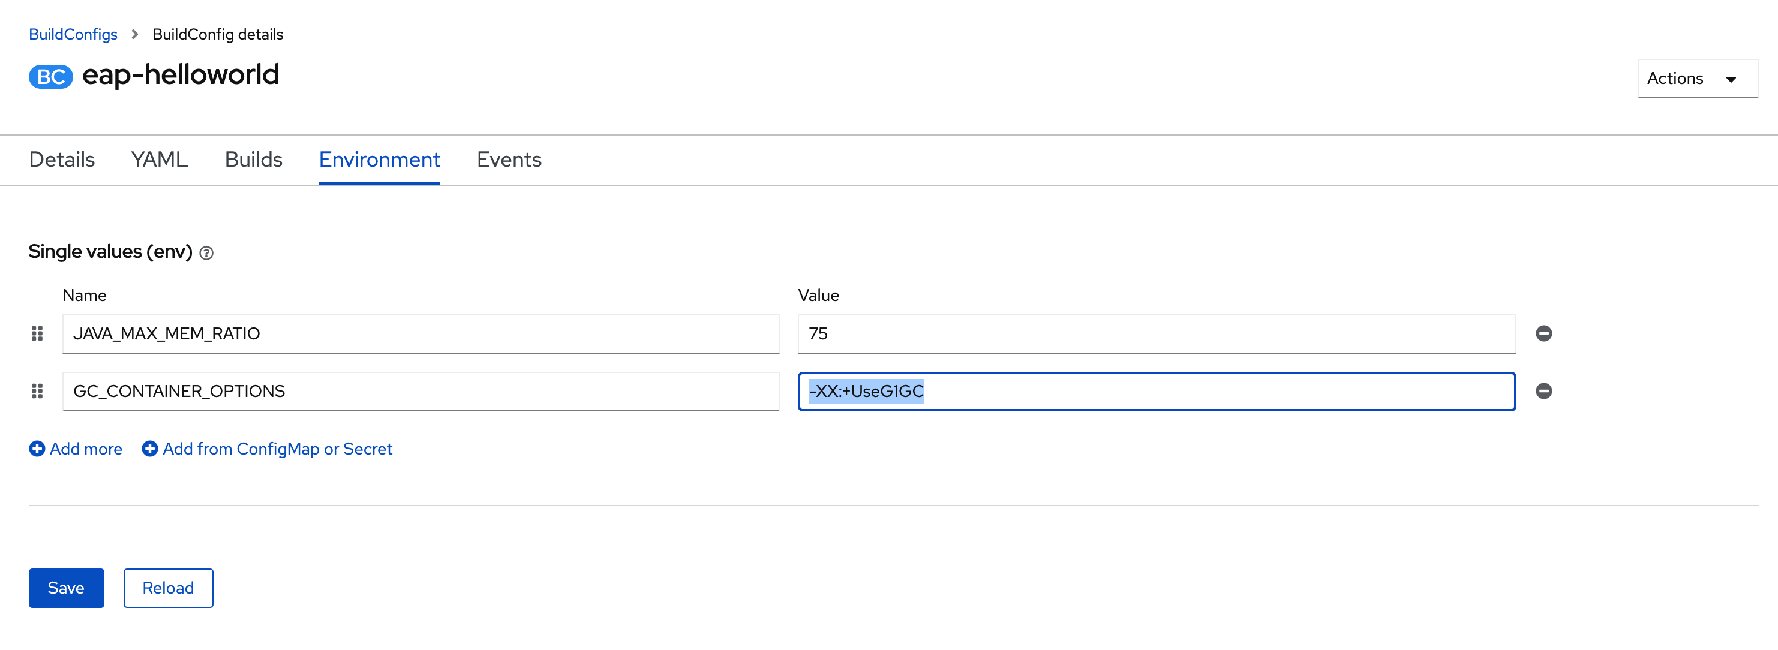 BuildConfigs > BuildConfig details
BC eap-helloworld
Actions
Details YAML Builds Environment Events
Single values (env)
Name Value
JAVA_MAX_MEM_RATIO 75
GC_CONTAINER_OPTIONS -XX:+UseG1GC
Add more Add from ConfigMap or Secret
Save Reload